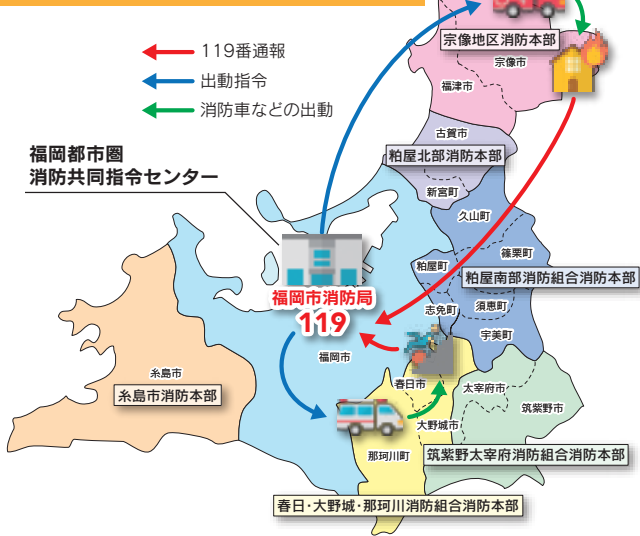 宗像地区消防本部
宗像市
福津市
119番通報
出動指令
消防車などの出動
古賀市
粕屋北部消防本部
新宮町
福岡都市圏
消防共同指令センター
久山町
篠栗町
粕屋町
粕屋南部消防組合消防本部
須恵町
志免町
宇美町
福岡市消防局
119
福岡市
糸島市
糸島市消防本部
春日市
太宰府市
筑紫野市
大野城市
那珂川町
筑紫野太宰府消防組合消防本部
春日・大野城・那珂川消防組合消防本部